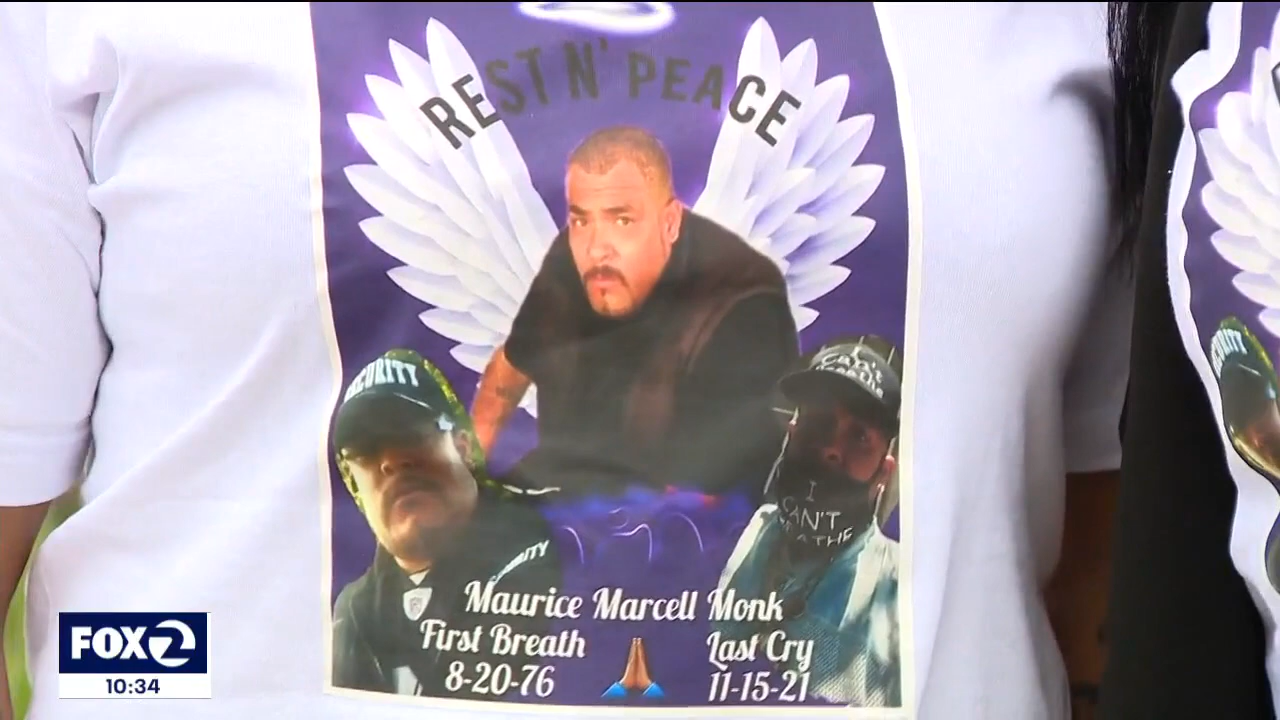 REST N' PEACE
SECURITY
I Can't Breathe
I
CAN'T
BREATHE
Maurice Marcell Monk
First Breath
8-20-76
Last Cry
11-15-21
FOX 2
10:34